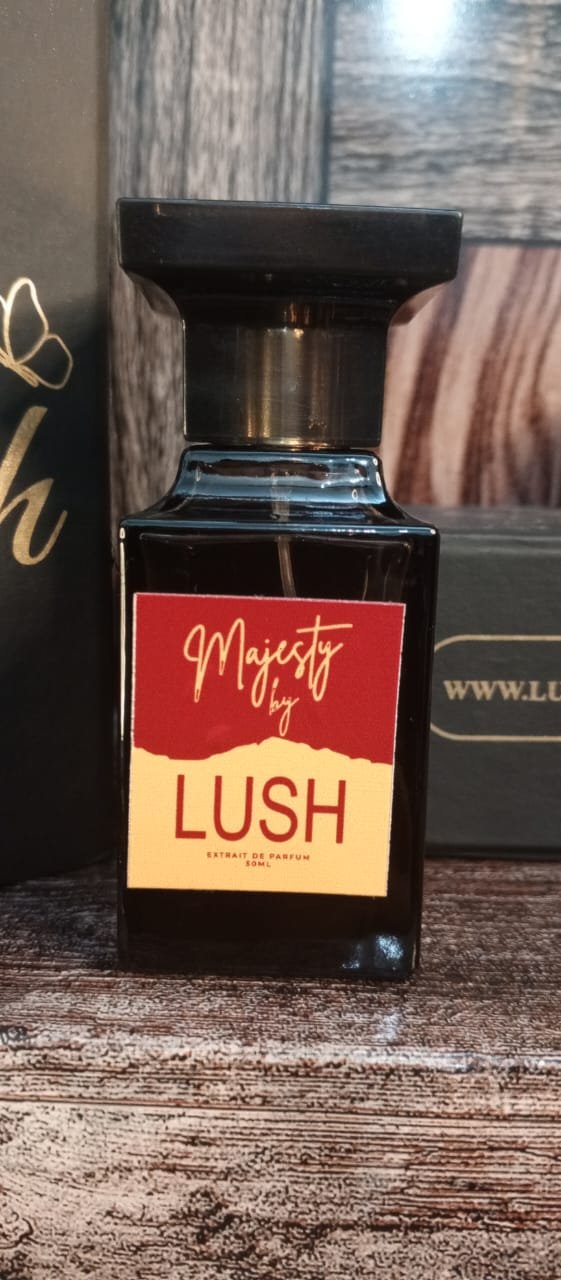 Majesty
by
LUSH
EXTRAIT DE PARFUM
50ML
h
WWW.LU